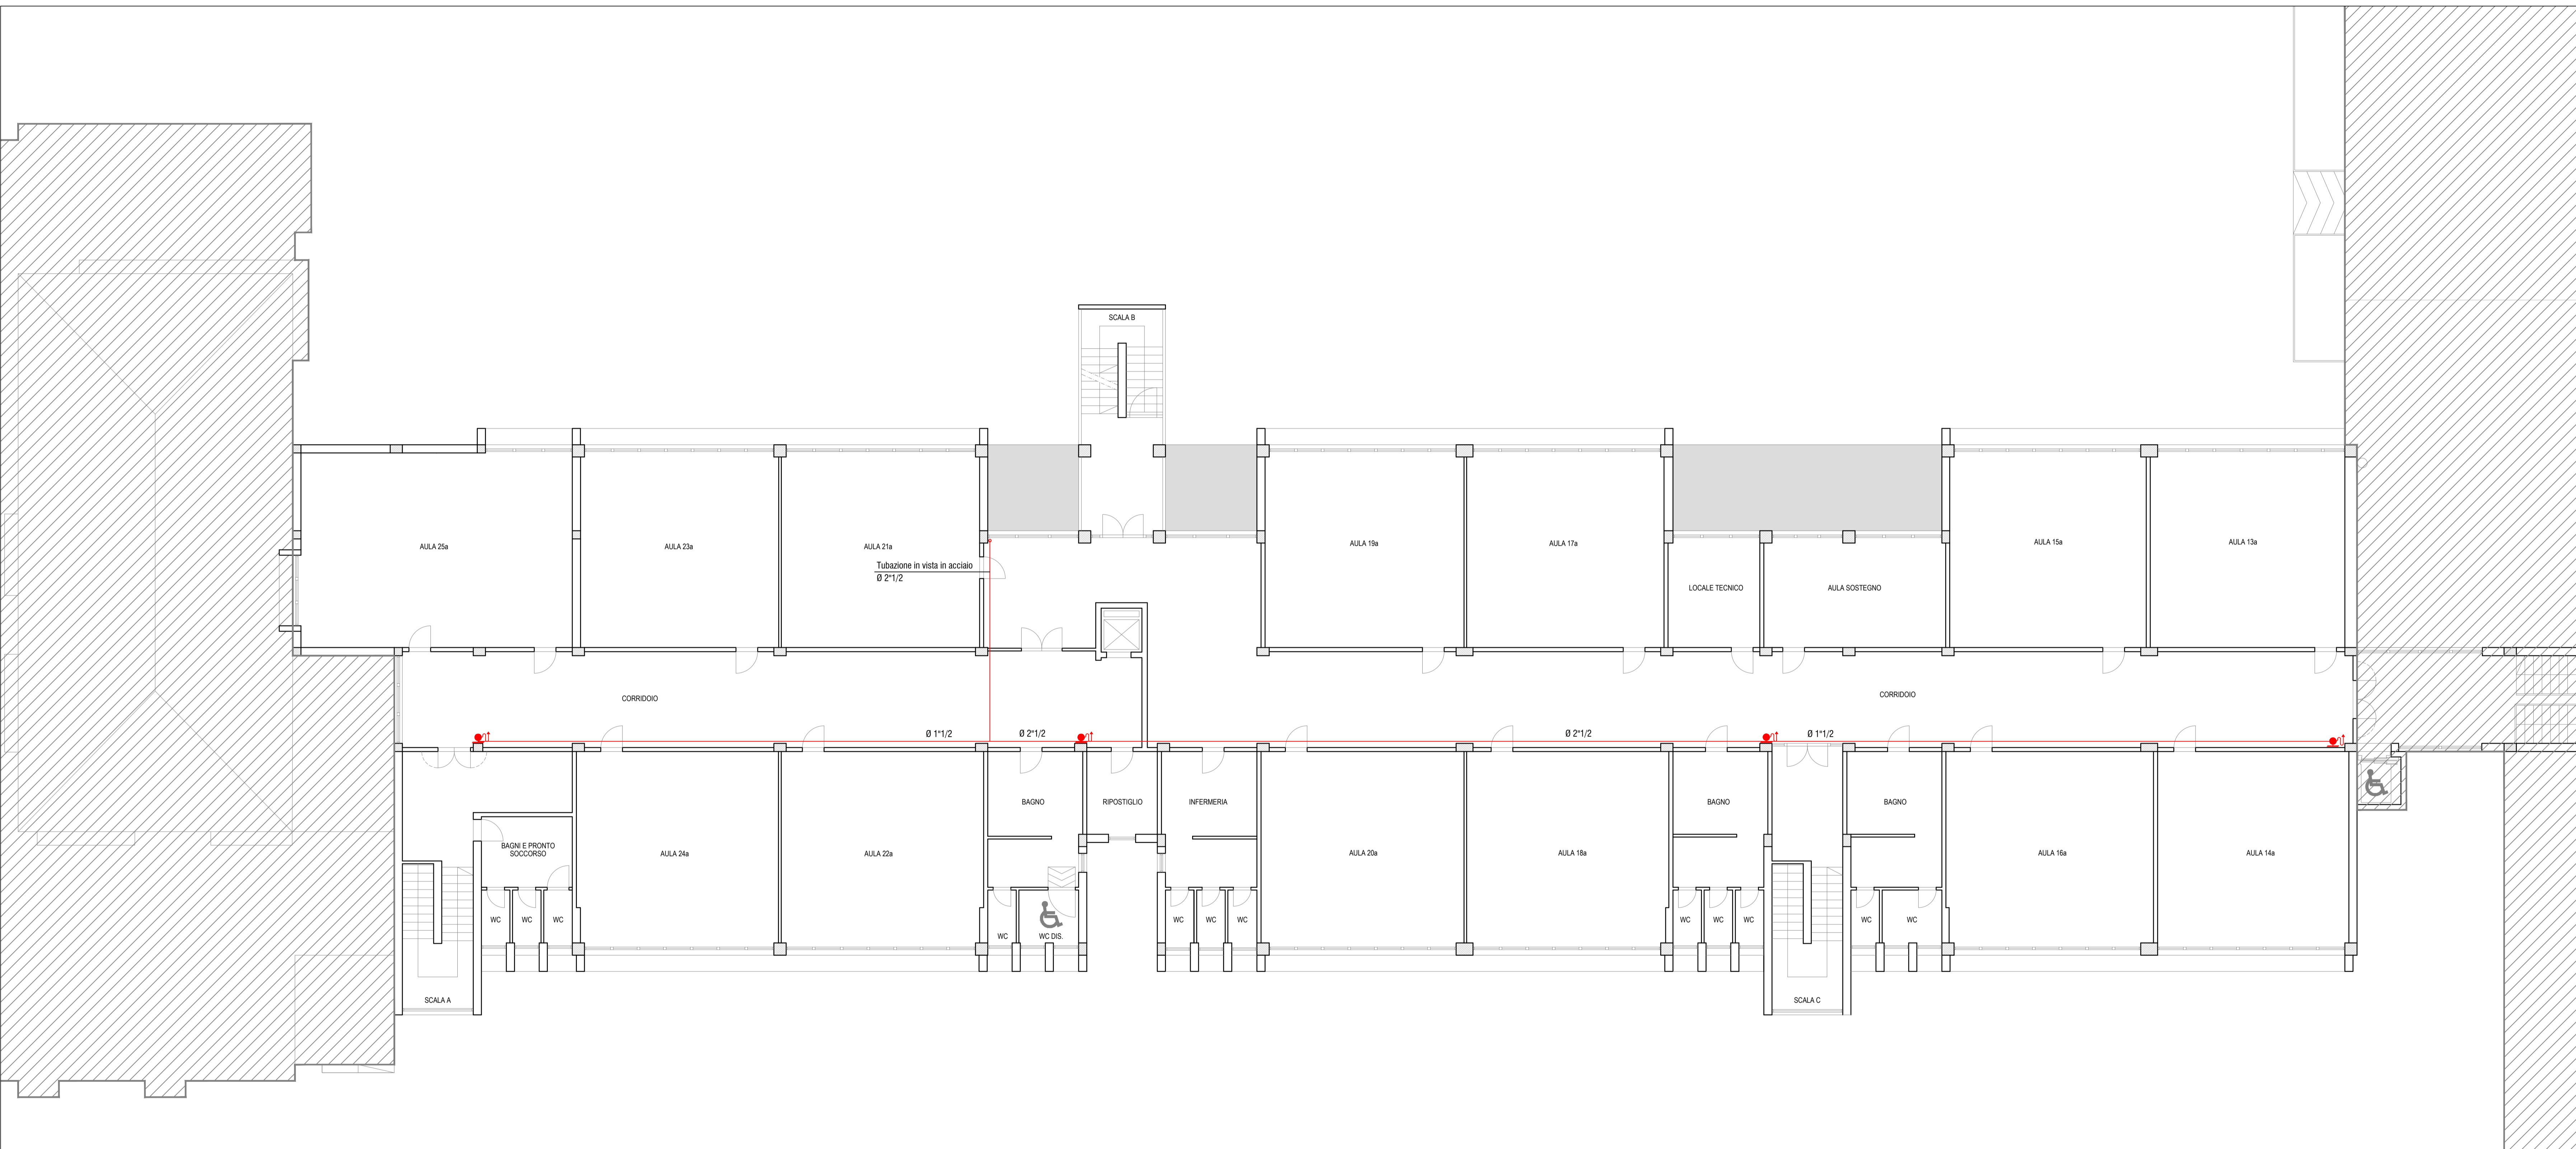 SCALA B
AULA 25a
AULA 23a
AULA 21a
AULA 19a
AULA 17a
AULA 15a
AULA 13a
Tubazione in vista in acciaio
Ø 2"1/2
LOCALE TECNICO
AULA SOSTEGNO
CORRIDOIO
CORRIDOIO
Ø 1"1/2
Ø 2"1/2
Ø 2"1/2
Ø 1"1/2
BAGNO
RIPOSTIGLIO
INFERMERIA
BAGNO
BAGNO
BAGNI E PRONTO
SOCCORSO
AULA 24a
AULA 22a
AULA 20a
AULA 18a
AULA 16a
AULA 14a
WC
WC
WC
WC
WC DIS.
WC
WC
WC
WC
WC
WC
WC
WC
SCALA A
SCALA C